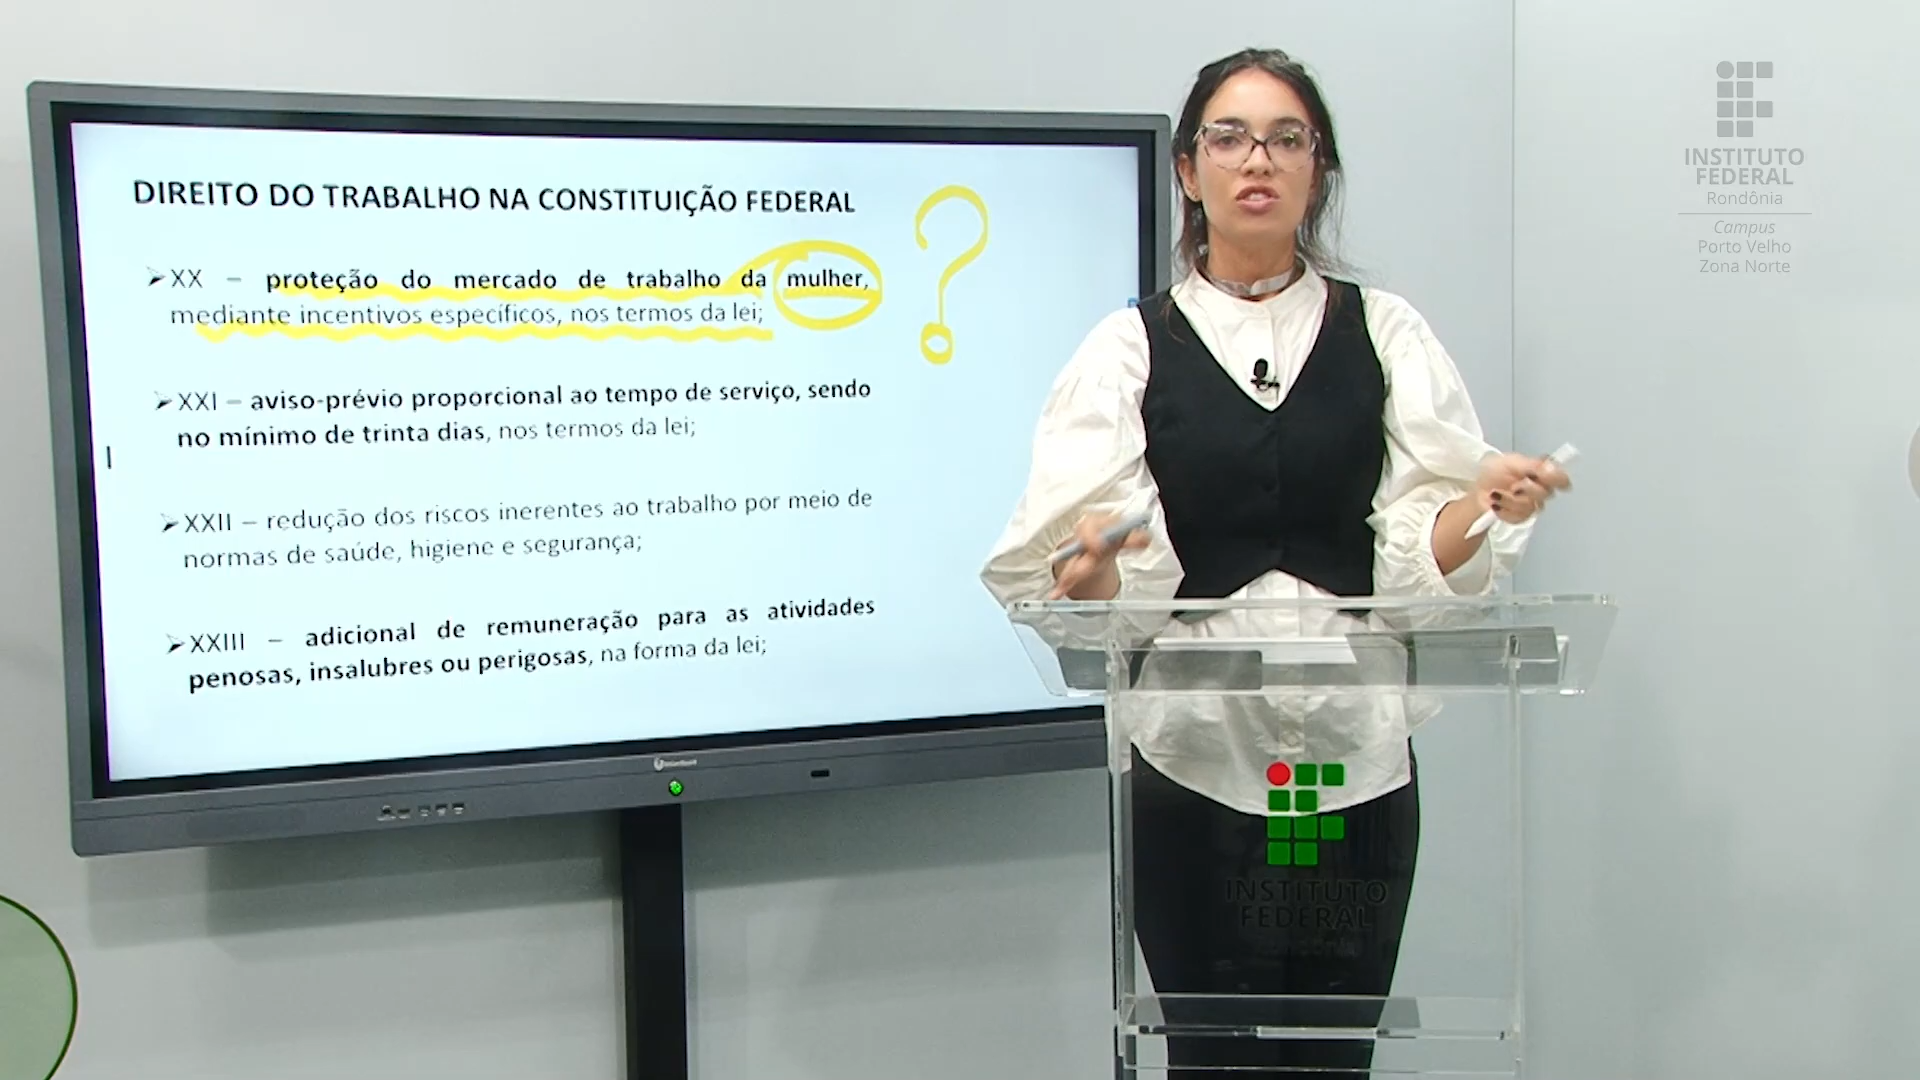 DIREITO DO TRABALHO NA CONSTITUIÇÃO FEDERAL
➢XX – proteção do mercado de trabalho da mulher,
mediante incentivos específicos, nos termos da lei;
?
➢XXI – aviso-prévio proporcional ao tempo de serviço, sendo
no mínimo de trinta dias, nos termos da lei;
➢XXII – redução dos riscos inerentes ao trabalho por meio de
normas de saúde, higiene e segurança;
➢XXIII – adicional de remuneração para as atividades
penosas, insalubres ou perigosas, na forma da lei;
INSTITUTO
FEDERAL
Rondônia
Campus
Porto Velho
Zona Norte
INSTITUTO
FEDERAL